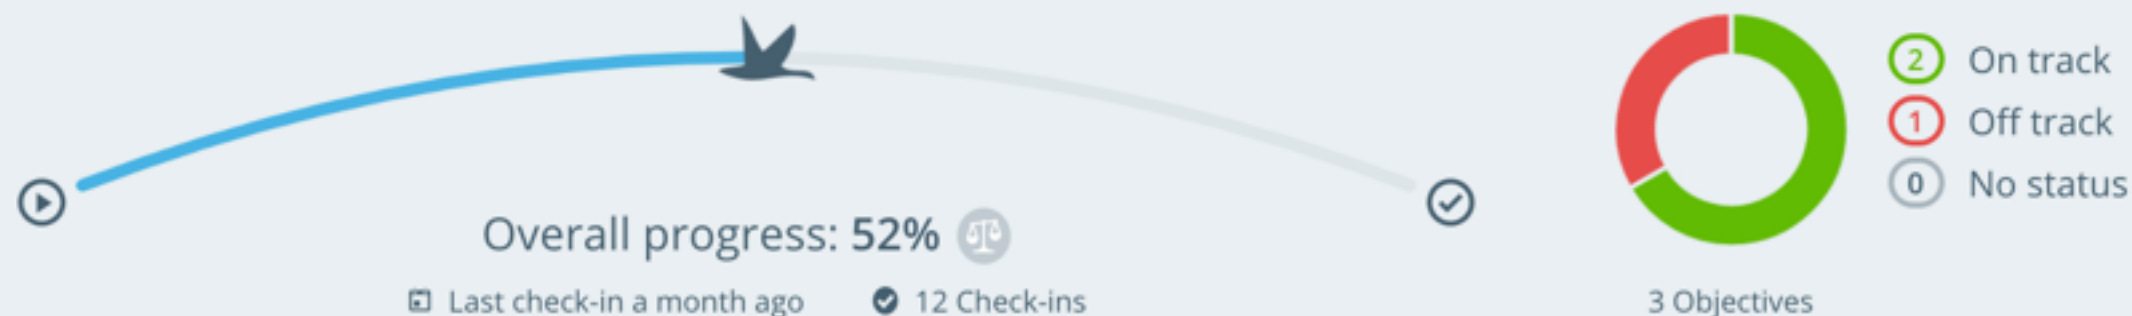 Overall progress: 52%
Last check-in a month ago
12 Check-ins
2 On track
1 Off track
0 No status
3 Objectives